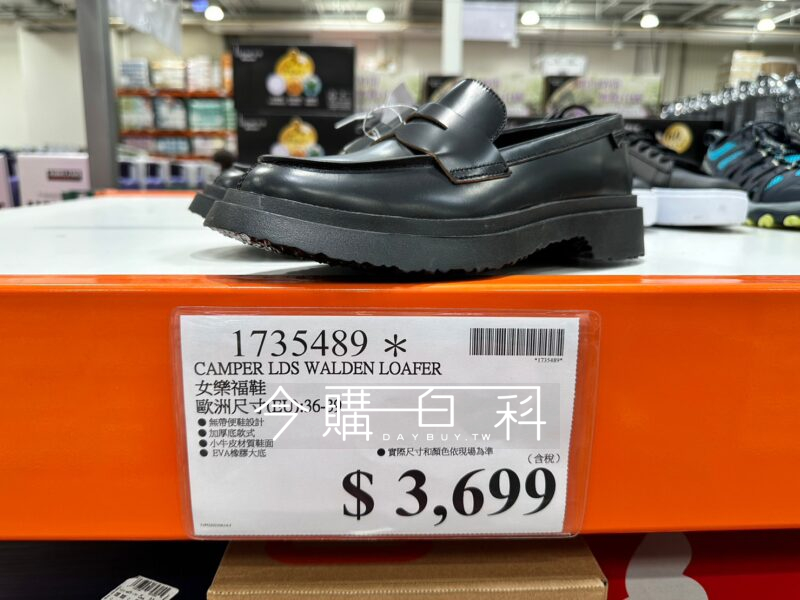 1735489 *
*1735489*
CAMPER LDS WALDEN LOAFER
女樂福鞋
歐洲尺寸(EU):36-39
今購百科
DAYBUY.TW
● 無帶便鞋設計
● 加厚底款式
● 小牛皮材質鞋面
● EVA橡膠大底
● 實際尺寸和顏色依現場為準
(含稅)
$ 3,699